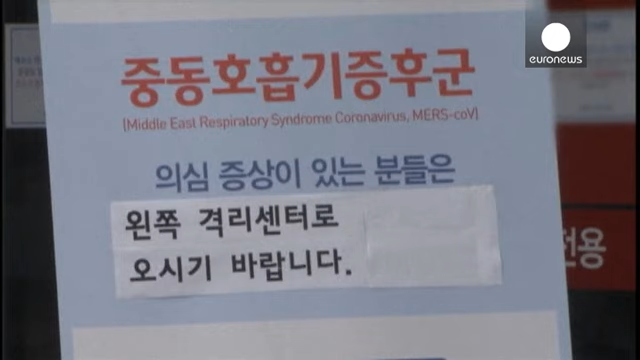 중동호흡기증후군
(Middle East Respiratory Syndrome Coronavirus, MERS-coV)
의심 증상이 있는 분들은
왼쪽 격리센터로
오시기 바랍니다.
전용
euronews